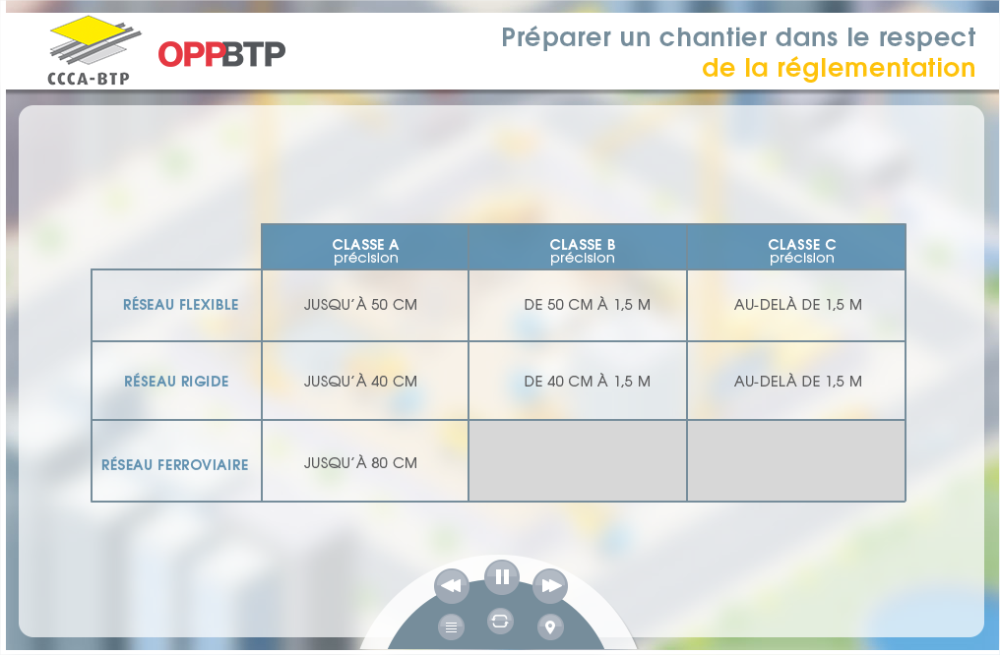 CCCA-BTP
OPPBTP
Préparer un chantier dans le respect
de la réglementation
CLASSE A
précision
CLASSE B
précision
CLASSE C
précision
RÉSEAU FLEXIBLE
JUSQU'À 50 CM
DE 50 CM À 1,5 M
AU-DELÀ DE 1,5 M
RÉSEAU RIGIDE
JUSQU'À 40 CM
DE 40 CM À 1,5 M
AU-DELÀ DE 1,5 M
RÉSEAU FERROVIAIRE
JUSQU'À 80 CM